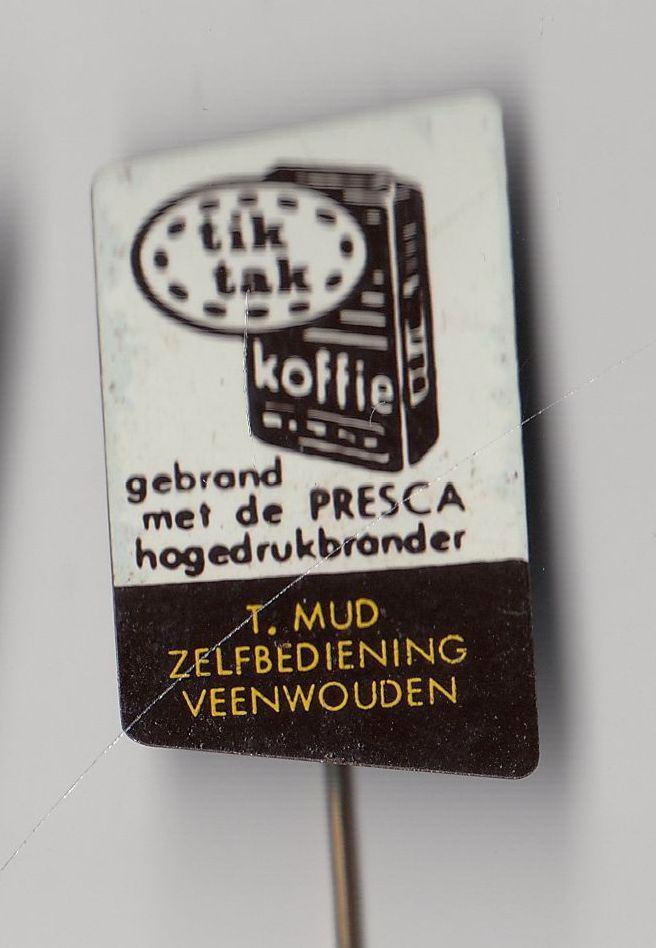 tik
tak
koffie
gebrand
met de PRESCA
hogedrukbrander
T. MUD
ZELFBEDIENING
VEENWOUDEN